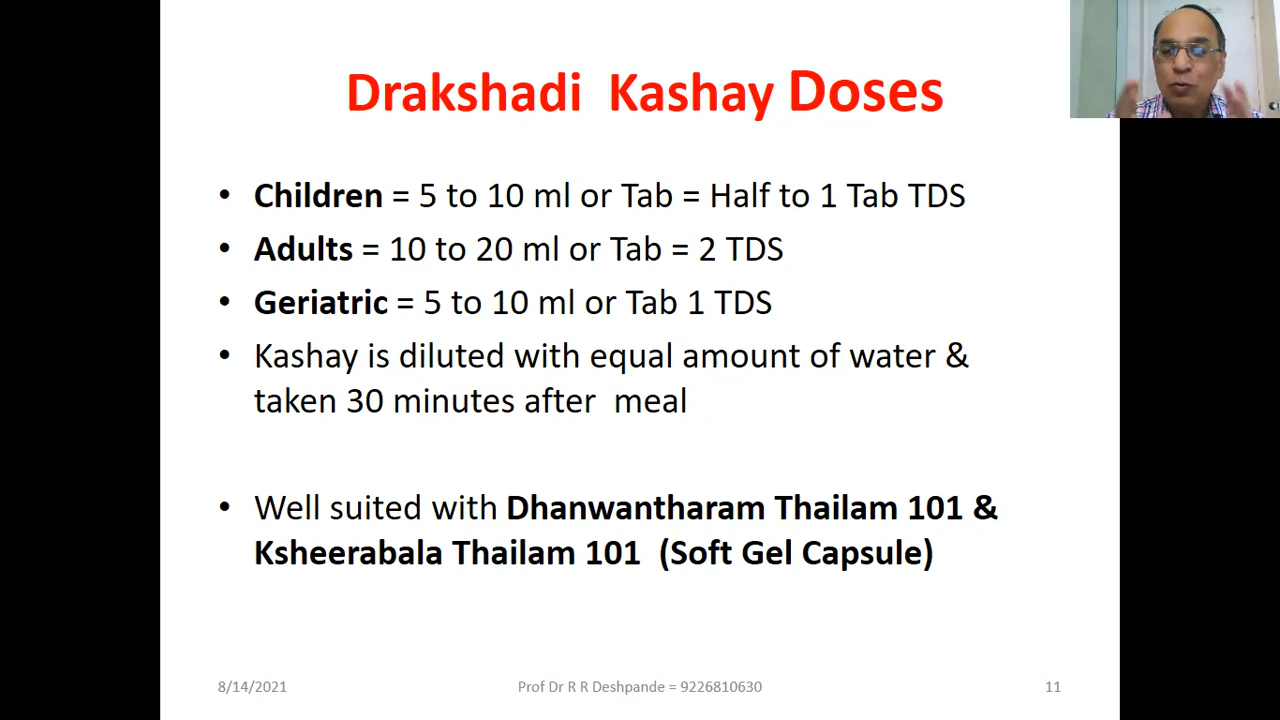 Drakshadi Kashay Doses
• Children = 5 to 10 ml or Tab = Half to 1 Tab TDS
• Adults = 10 to 20 ml or Tab = 2 TDS
• Geriatric = 5 to 10 ml or Tab 1 TDS
• Kashay is diluted with equal amount of water &
taken 30 minutes after meal
• Well suited with Dhanwantharam Thailam 101 &
Ksheerabala Thailam 101 (Soft Gel Capsule)
8/14/2021 Prof Dr R R Deshpande = 9226810630 11